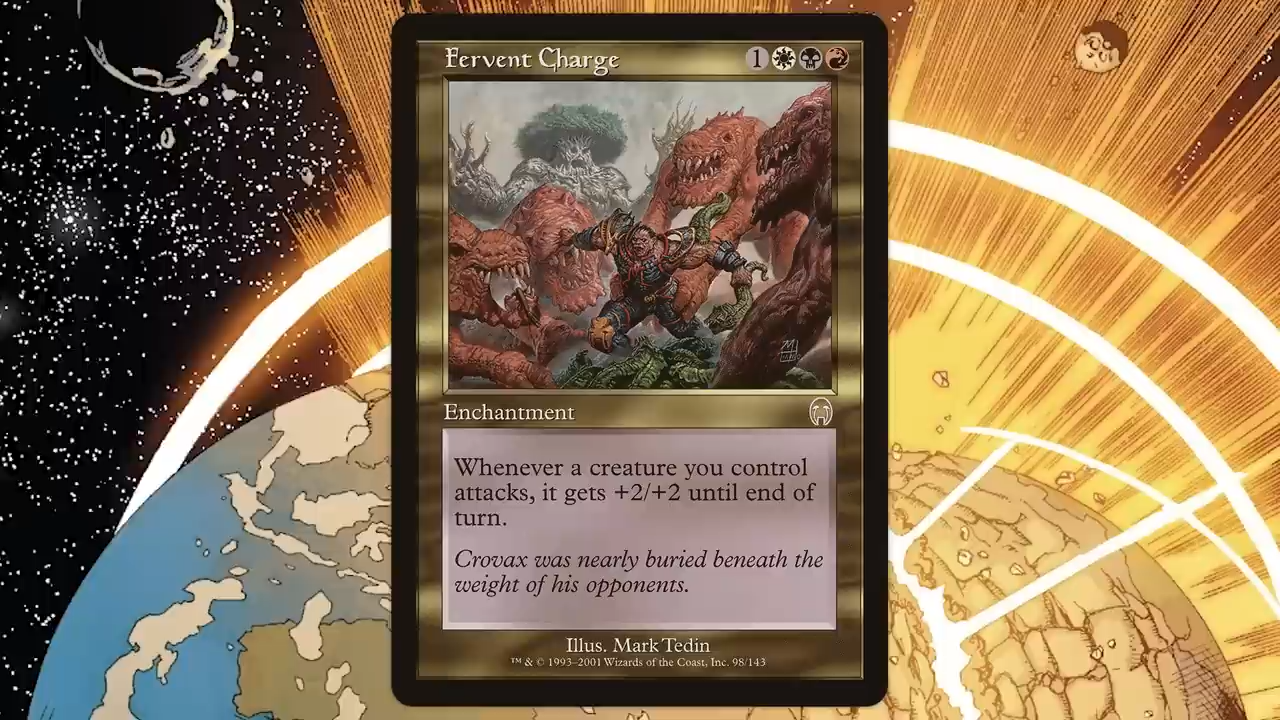 Fervent Charge 1
Enchantment
Whenever a creature you control
attacks, it gets +2/+2 until end of
turn.
Crovax was nearly buried beneath the
weight of his opponents.
Illus. Mark Tedin
™ & © 1993–2001 Wizards of the Coast, Inc. 98/143